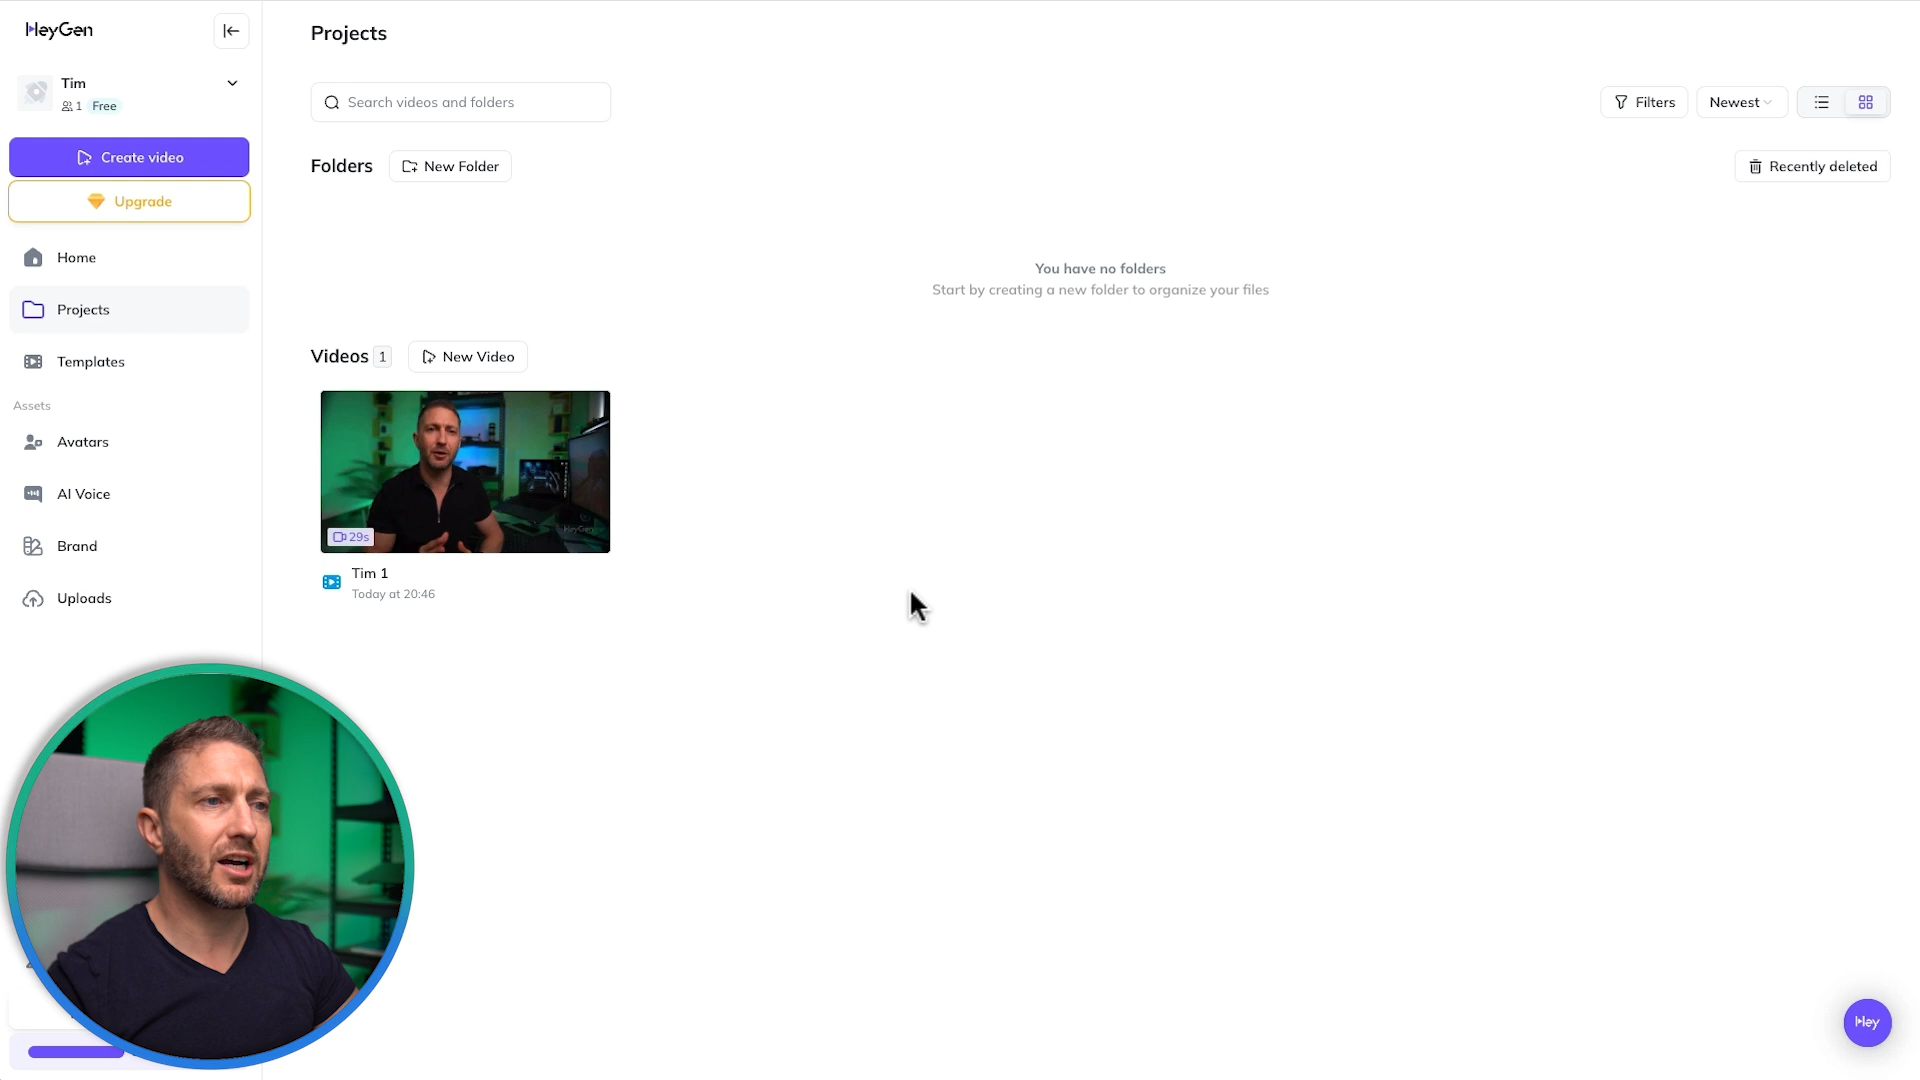 HeyGen
Tim
1 Free
Create video
Upgrade
Home
Projects
Templates
Assets
Avatars
AI Voice
Brand
Uploads
Projects
Search videos and folders
Filters
Newest
Folders
New Folder
Recently deleted
You have no folders
Start by creating a new folder to organize your files
Videos 1
New Video
HeyGen
29s
Tim 1
Today at 20:46
Hey